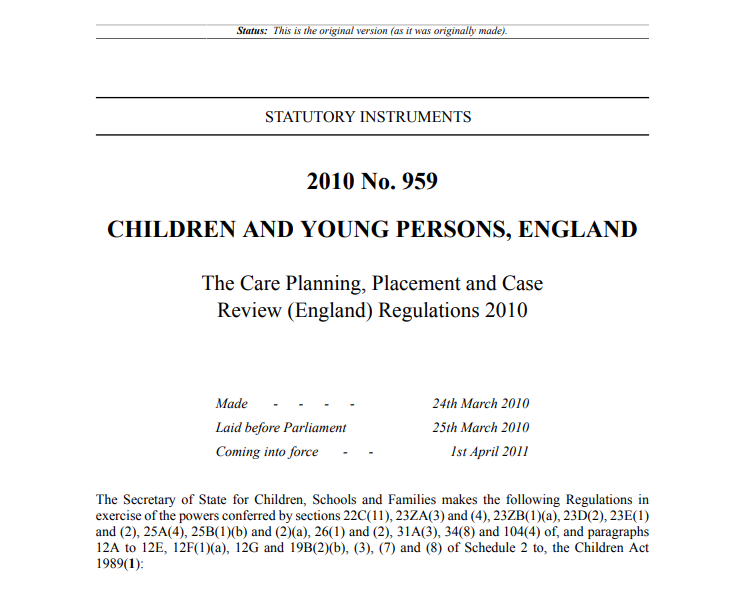 Status: This is the original version (as it was originally made).
STATUTORY INSTRUMENTS
2010 No. 959
CHILDREN AND YOUNG PERSONS, ENGLAND
The Care Planning, Placement and Case
Review (England) Regulations 2010
Made - - - - 24th March 2010
Laid before Parliament 25th March 2010
Coming into force - - 1st April 2011
The Secretary of State for Children, Schools and Families makes the following Regulations in
exercise of the powers conferred by sections 22C(11), 23ZA(3) and (4), 23ZB(1)(a), 23D(2), 23E(1)
and (2), 25A(4), 25B(1)(b) and (2)(a), 26(1) and (2), 31A(3), 34(8) and 104(4) of, and paragraphs
12A to 12E, 12F(1)(a), 12G and 19B(2)(b), (3), (7) and (8) of Schedule 2 to, the Children Act
1989(1):